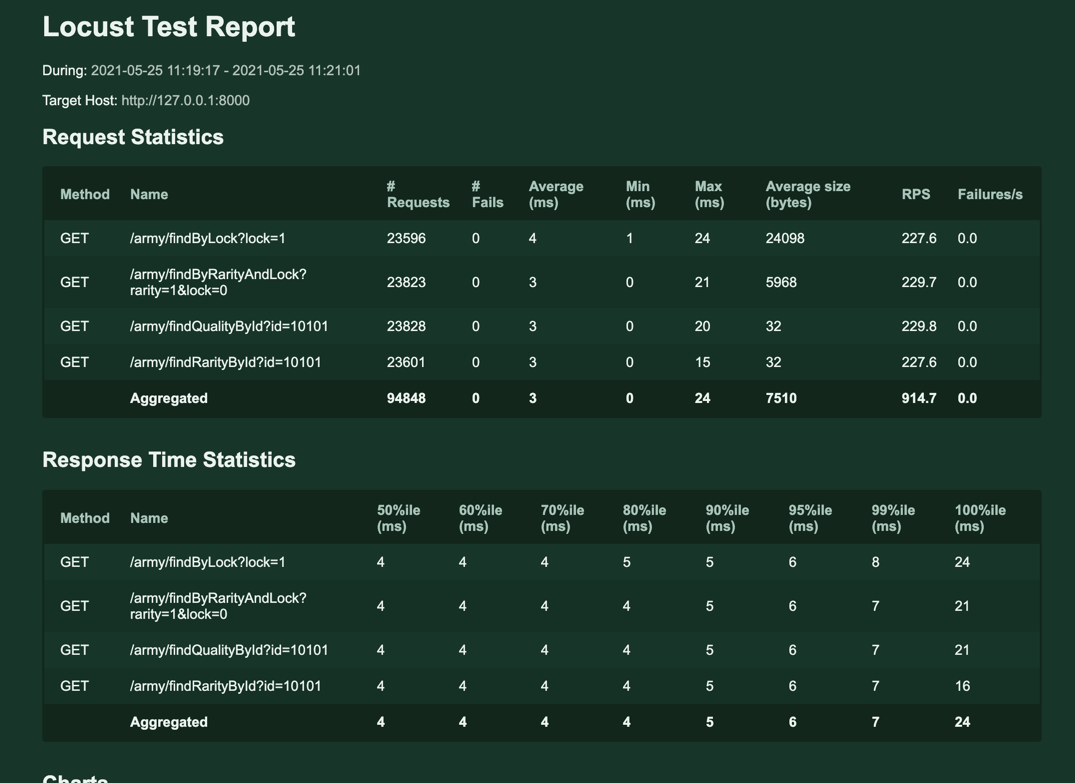 Locust Test Report
During: 2021-05-25 11:19:17 - 2021-05-25 11:21:01
Target Host: http://127.0.0.1:8000
Request Statistics
Method Name # Requests # Fails Average (ms) Min (ms) Max (ms) Average size (bytes) RPS Failures/s
GET /army/findByLock?lock=1 23596 0 4 1 24 24098 227.6 0.0
GET /army/findByRarityAndLock?rarity=1&lock=0 23823 0 3 0 21 5968 229.7 0.0
GET /army/findQualityById?id=10101 23828 0 3 0 20 32 229.8 0.0
GET /army/findRarityById?id=10101 23601 0 3 0 15 32 227.6 0.0
Aggregated 94848 0 3 0 24 7510 914.7 0.0
Response Time Statistics
Method Name 50%ile (ms) 60%ile (ms) 70%ile (ms) 80%ile (ms) 90%ile (ms) 95%ile (ms) 99%ile (ms) 100%ile (ms)
GET /army/findByLock?lock=1 4 4 4 5 5 6 8 24
GET /army/findByRarityAndLock?rarity=1&lock=0 4 4 4 4 5 6 7 21
GET /army/findQualityById?id=10101 4 4 4 4 5 6 7 21
GET /army/findRarityById?id=10101 4 4 4 4 5 6 7 16
Aggregated 4 4 4 4 5 6 7 24
Charts